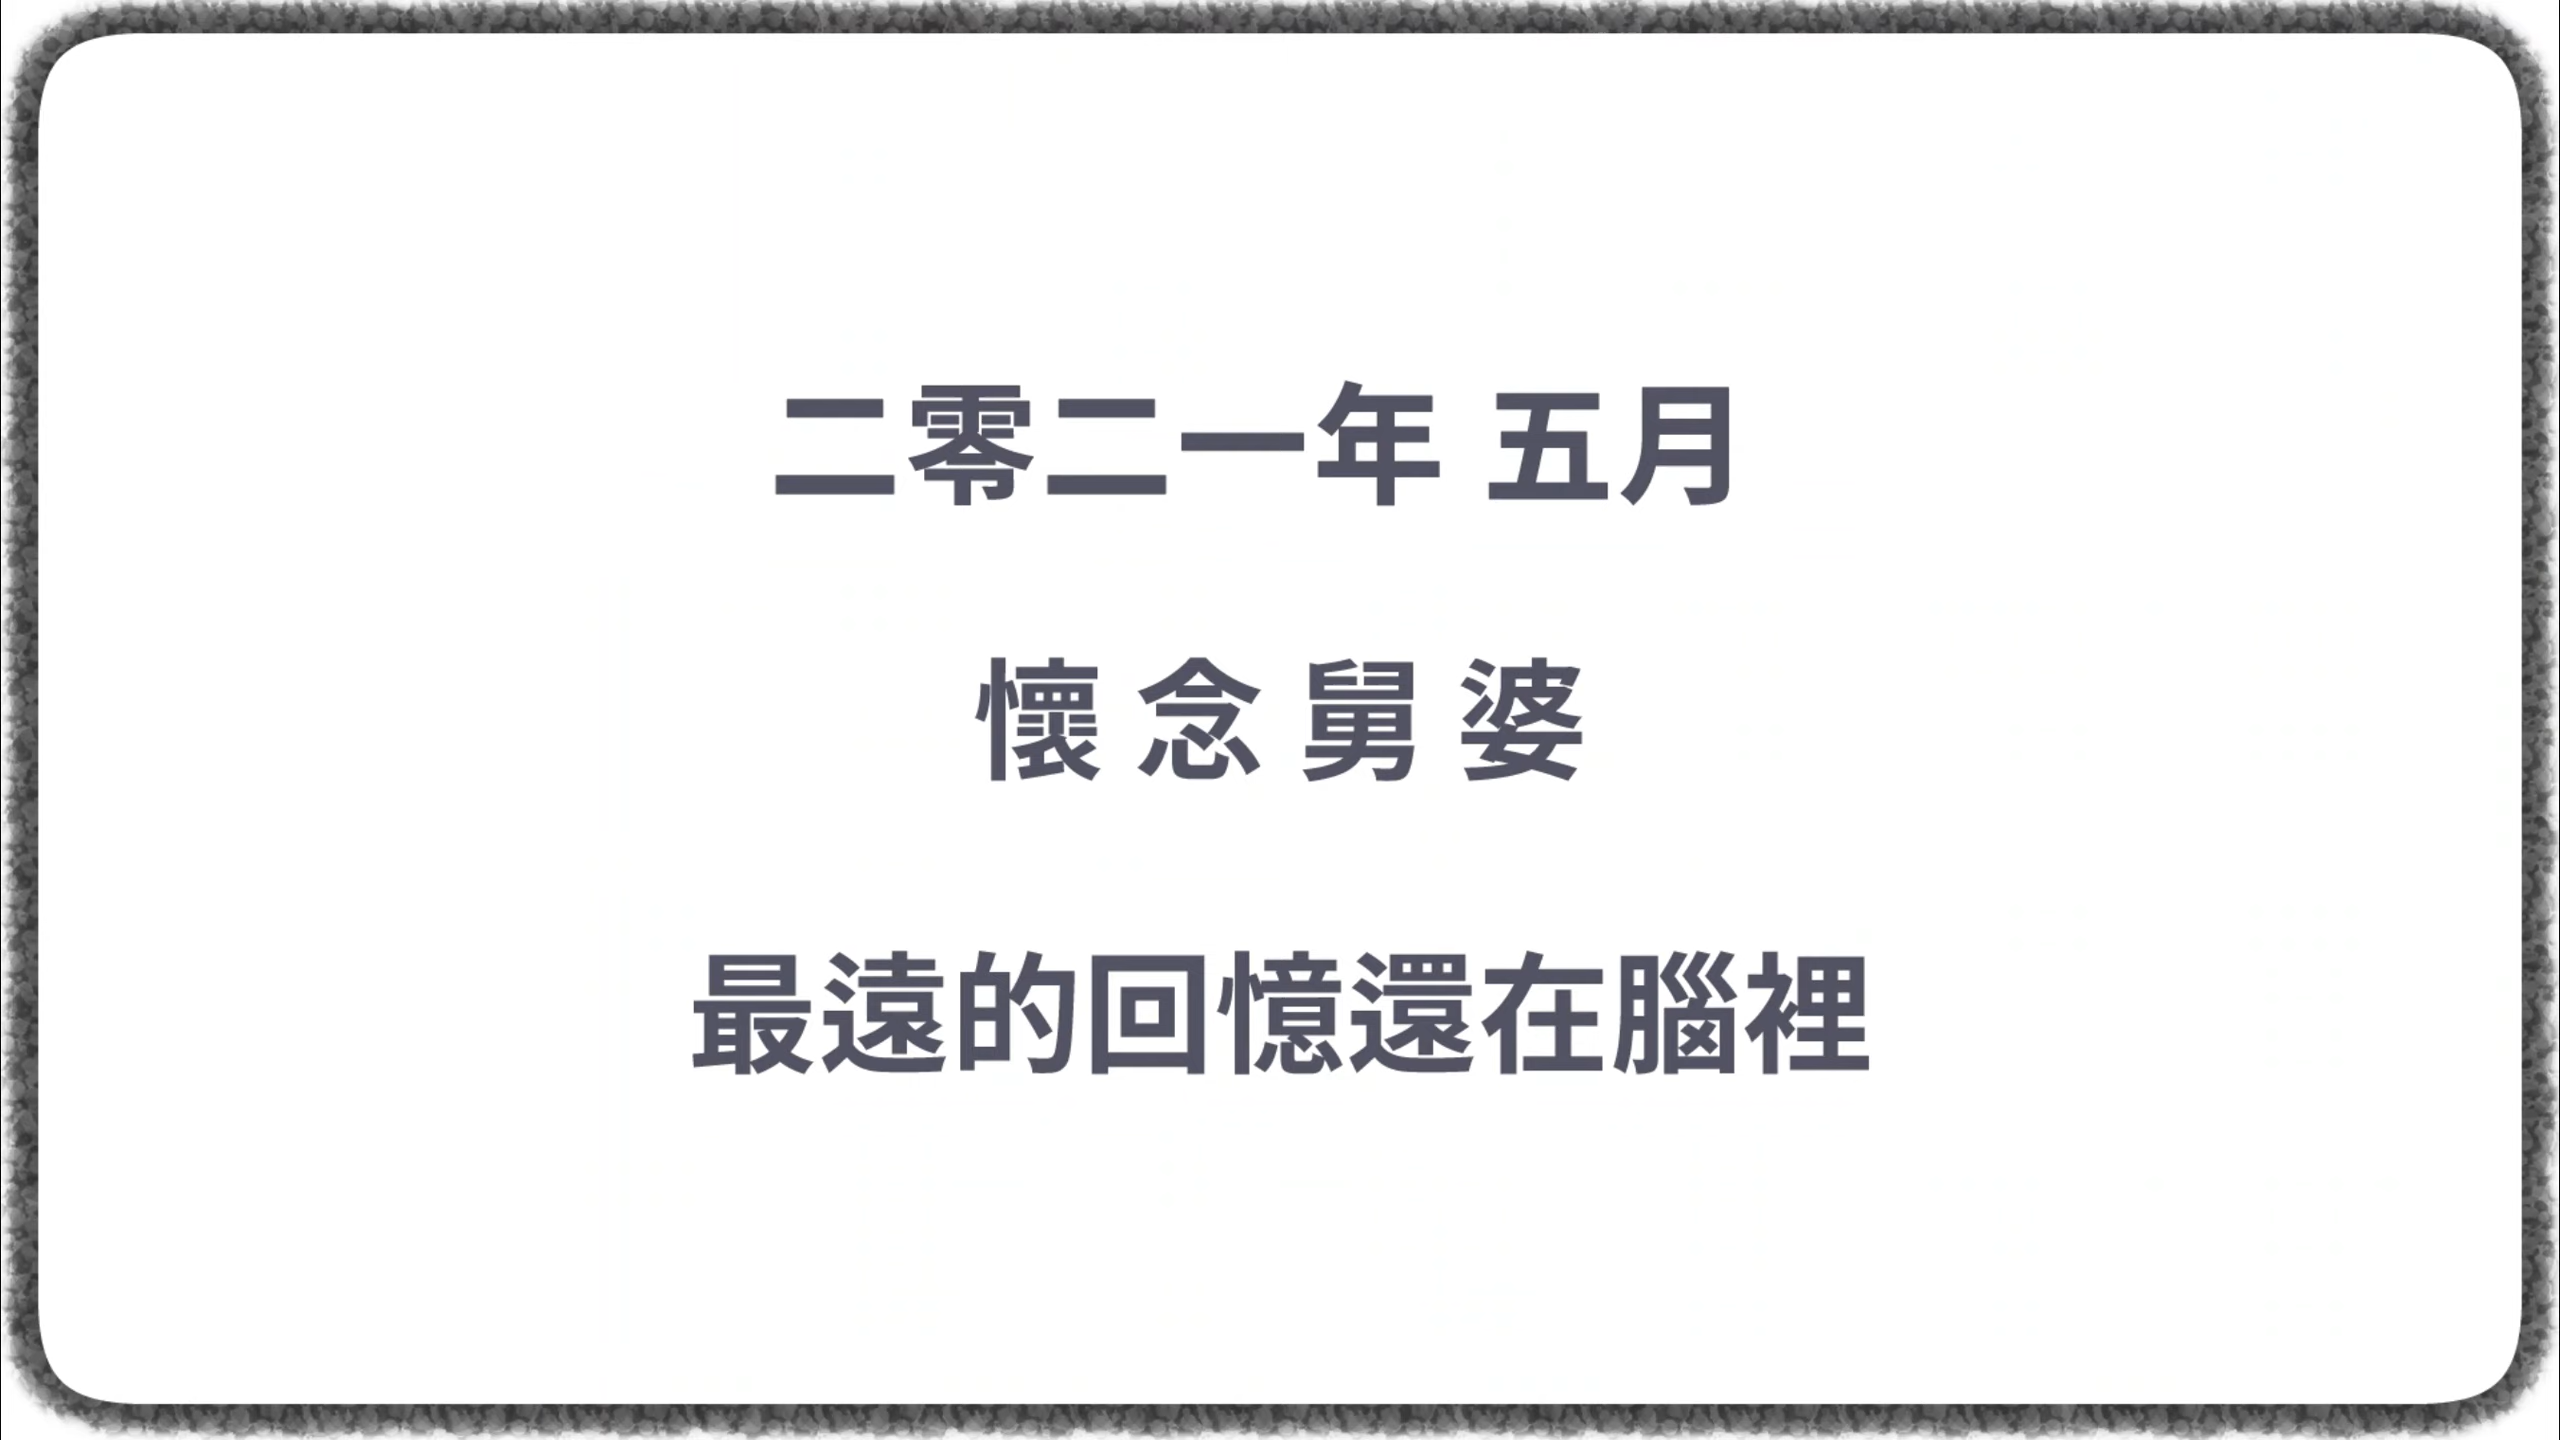 二零二一年 五月
懷 念 舅 婆
最遠的回憶還在腦裡